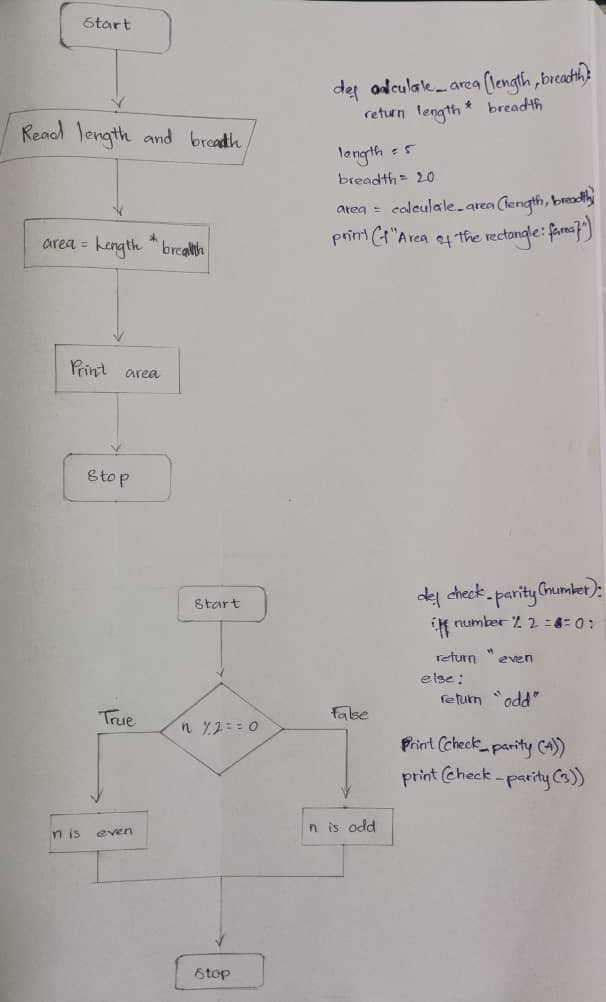 Start
Read length and breadth
area = Length * breadth
Print area
Stop
def calculate_area(length, breadth):
return length * breadth
length = 5
breadth = 20
area = calculate_area(length, breadth)
print(f"Area of the rectangle: {area}")
Start
n % 2 == 0
True
False
n is even
n is odd
Stop
def check_parity(number):
if number % 2 == 0:
return "even
else:
return "odd"
Print(check_parity(4))
print(check_parity(3))